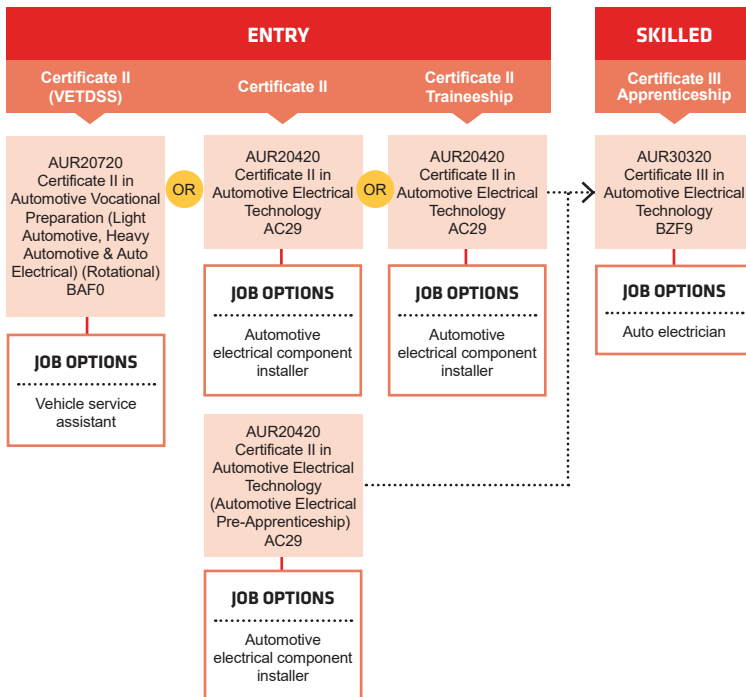 ENTRY
SKILLED
Certificate II
(VETDSS)
Certificate II
Certificate II
Traineeship
Certificate III
Apprenticeship
AUR20720
Certificate II in
Automotive Vocational
Preparation (Light
Automotive, Heavy
Automotive & Auto
Electrical) (Rotational)
BAF0
JOB OPTIONS
Vehicle service
assistant
OR
AUR20420
Certificate II in
Automotive Electrical
Technology
AC29
JOB OPTIONS
Automotive
electrical component
installer
OR
AUR20420
Certificate II in
Automotive Electrical
Technology
AC29
JOB OPTIONS
Automotive
electrical component
installer
AUR30320
Certificate III in
Automotive Electrical
Technology
BZF9
JOB OPTIONS
Auto electrician
AUR20420
Certificate II in
Automotive Electrical
Technology
(Automotive Electrical
Pre-Apprenticeship)
AC29
JOB OPTIONS
Automotive
electrical component
installer